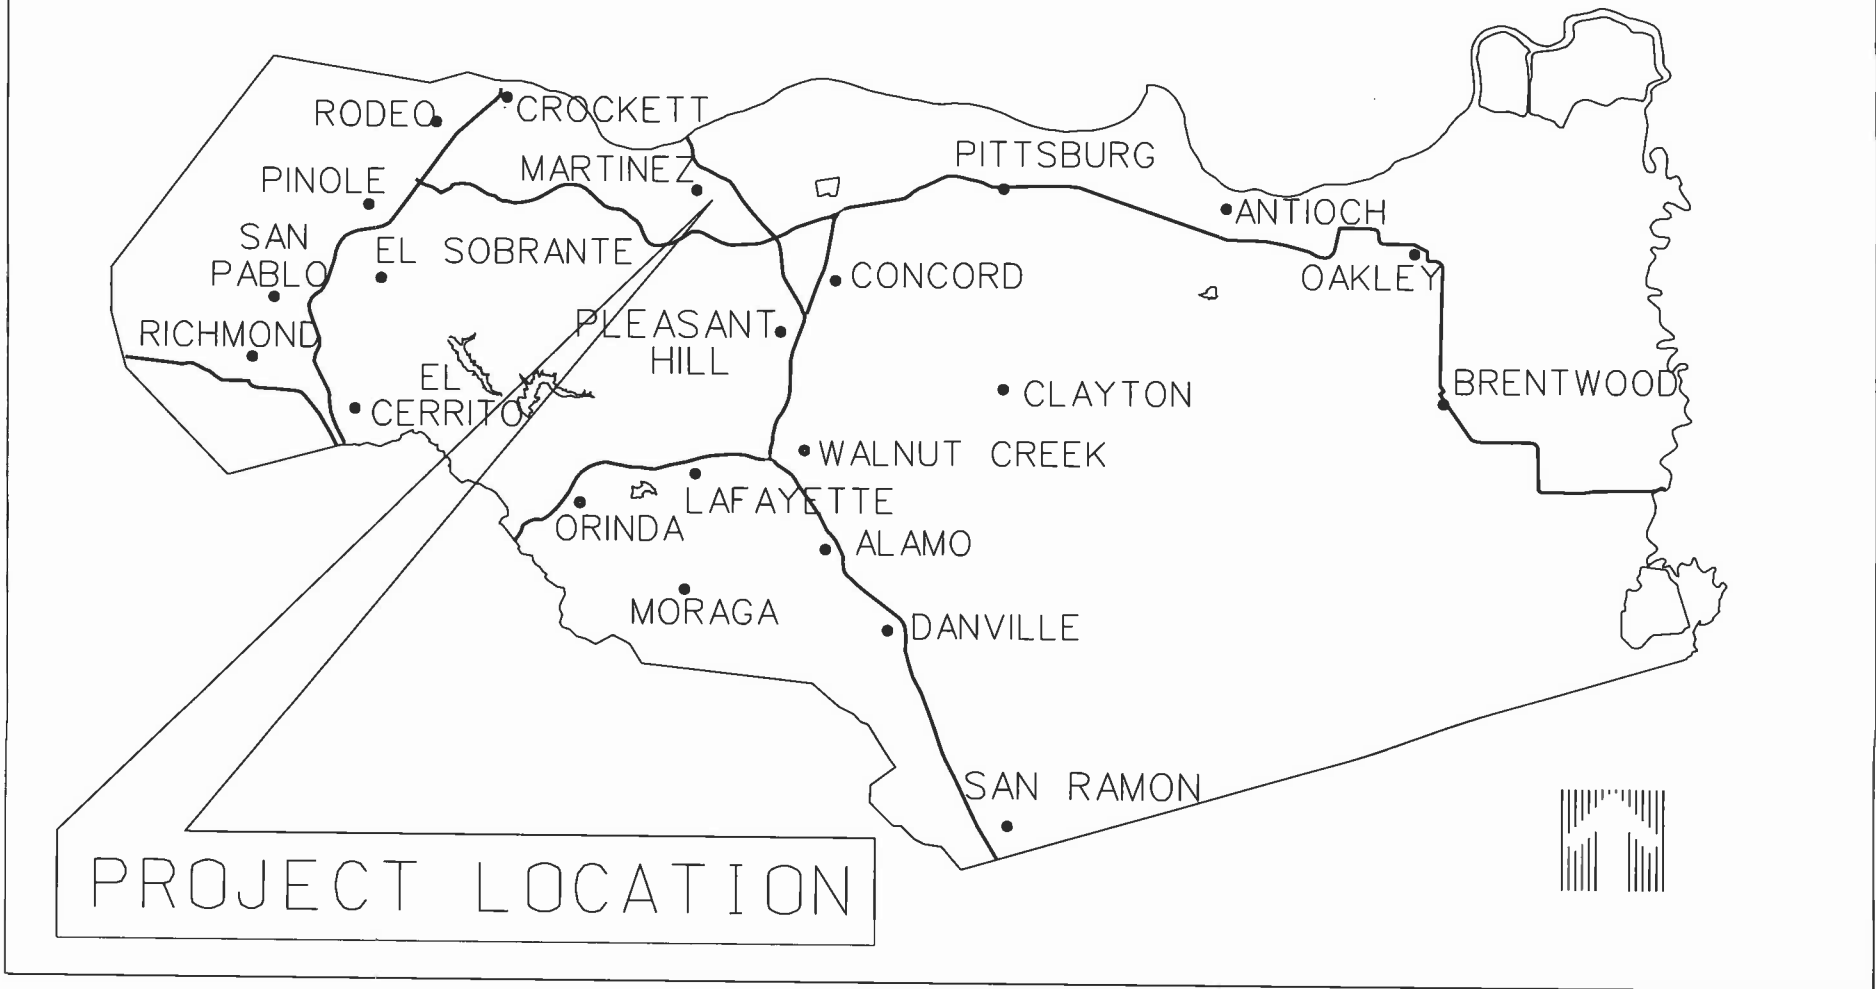 RODEO
CROCKETT
PINOLE
MARTINEZ
PITTSBURG
SAN
PABLO
EL SOBRANTE
ANTIOCH
OAKLEY
CONCORD
RICHMOND
PLEASANT
HILL
EL
CERRITO
CLAYTON
BRENTWOOD
WALNUT CREEK
LAFAYETTE
ORINDA
ALAMO
MORAGA
DANVILLE
SAN RAMON
PROJECT LOCATION